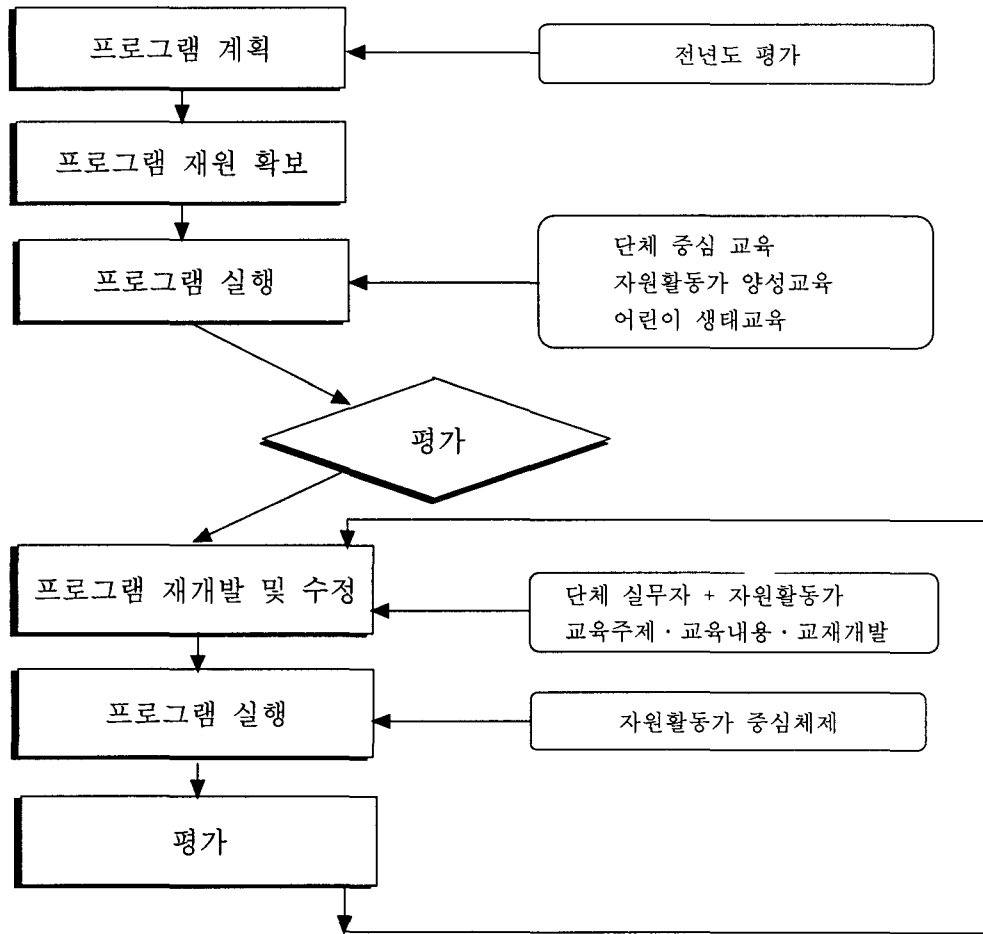 프로그램 계획
전년도 평가
프로그램 재원 확보
프로그램 실행
단체 중심 교육
자원활동가 양성교육
어린이 생태교육
평가
프로그램 재개발 및 수정
단체 실무자 + 자원활동가
교육주제·교육내용·교재개발
프로그램 실행
자원활동가 중심체제
평가